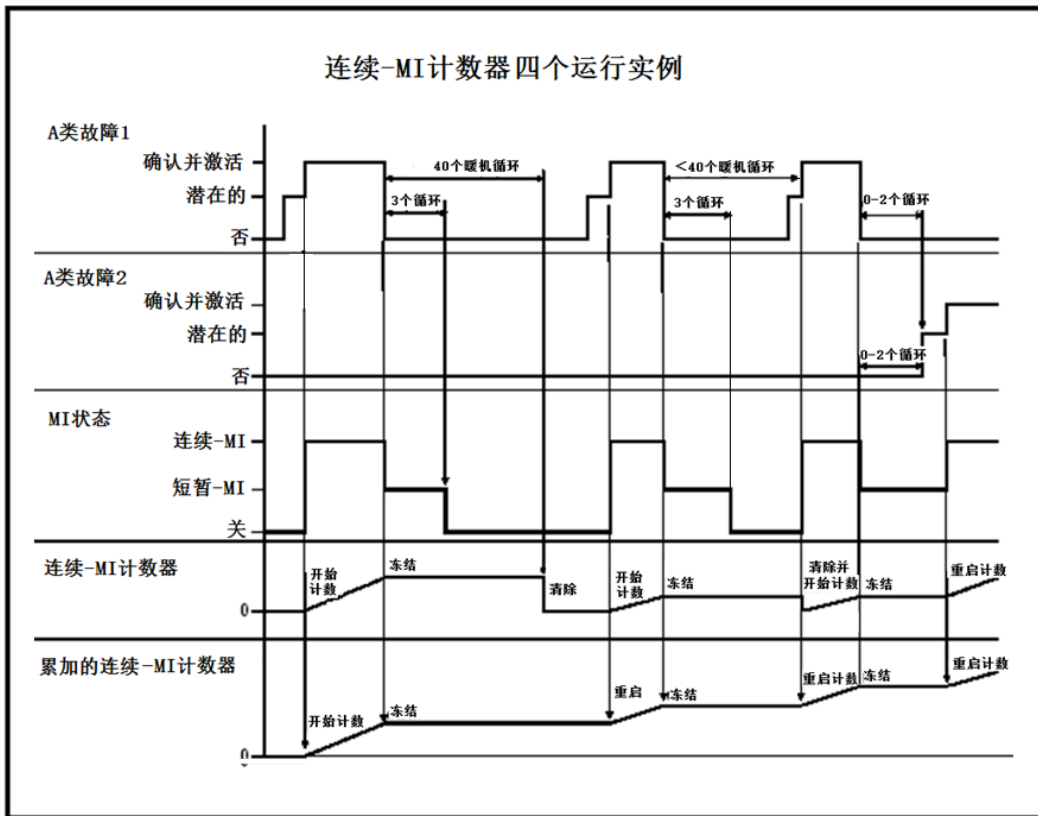 连续-MI计数器四个运行实例
A类故障1
确认并激活
潜在的
否
40个暖机循环
<40个暖机循环
3个循环
3个循环
0-2个循环
A类故障2
确认并激活
潜在的
否
0-2个循环
MI状态
连续-MI
短暂-MI
关
连续-MI计数器
0
开始
计数
冻结
清除
开始
计数
冻结
清除并
开始计数
冻结
重启计数
累加的连续-MI计数器
0
开始计数
冻结
重启
冻结
重启计数
冻结
重启计数